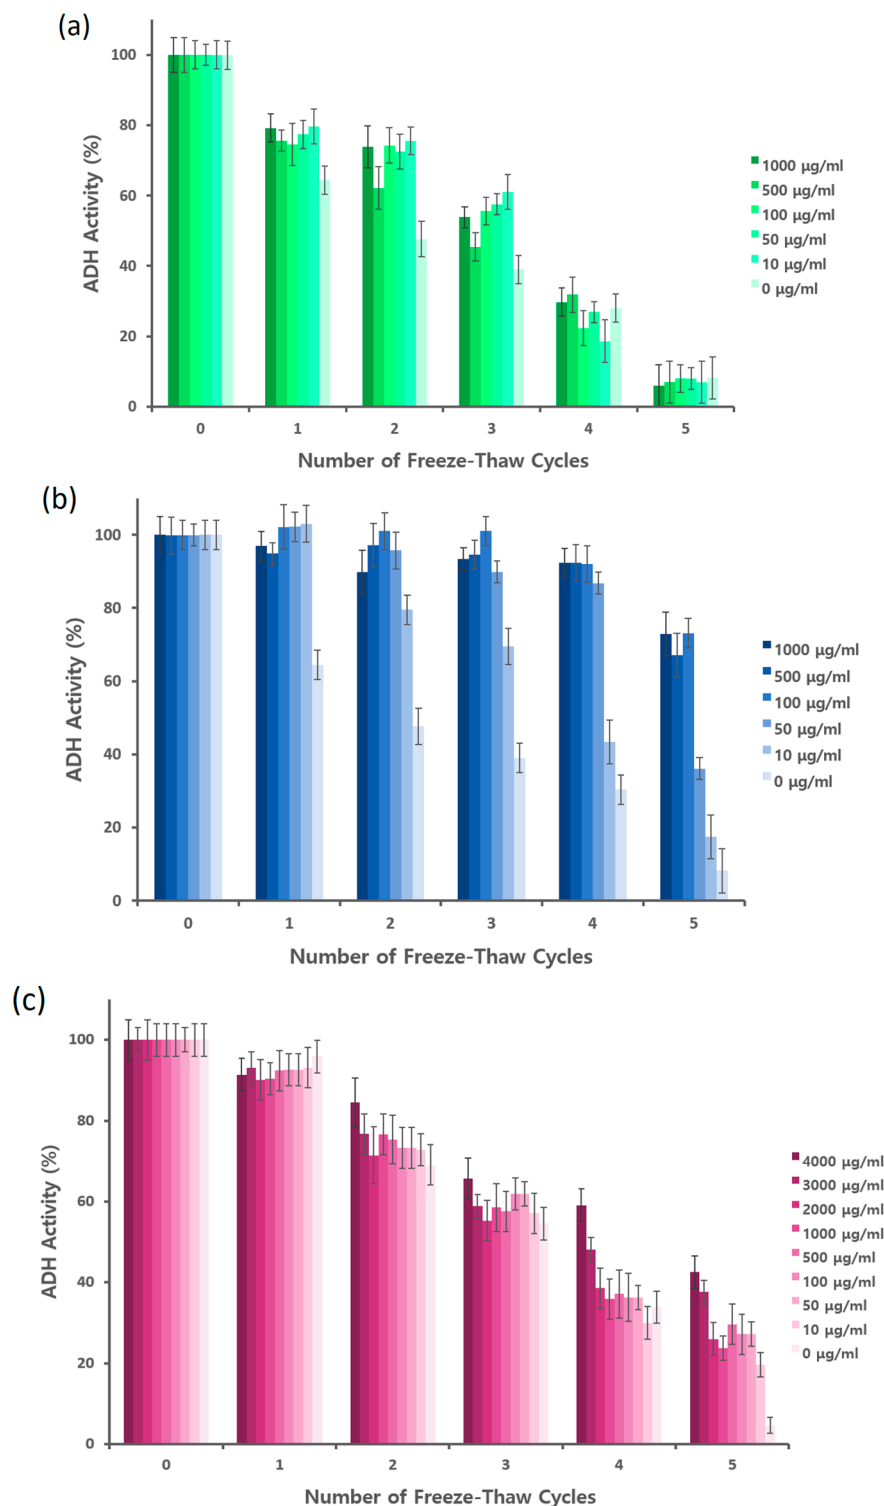 (a)
100
80
60
40
20
0
ADH Activity (%)
0 1 2 3 4 5
Number of Freeze-Thaw Cycles
1000 µg/ml
500 µg/ml
100 µg/ml
50 µg/ml
10 µg/ml
0 µg/ml
(b)
100
80
60
40
20
0
ADH Activity (%)
0 1 2 3 4 5
Number of Freeze-Thaw Cycles
1000 µg/ml
500 µg/ml
100 µg/ml
50 µg/ml
10 µg/ml
0 µg/ml
(c)
100
80
60
40
20
0
ADH Activity (%)
0 1 2 3 4 5
Number of Freeze-Thaw Cycles
4000 µg/ml
3000 µg/ml
2000 µg/ml
1000 µg/ml
500 µg/ml
100 µg/ml
50 µg/ml
10 µg/ml
0 µg/ml